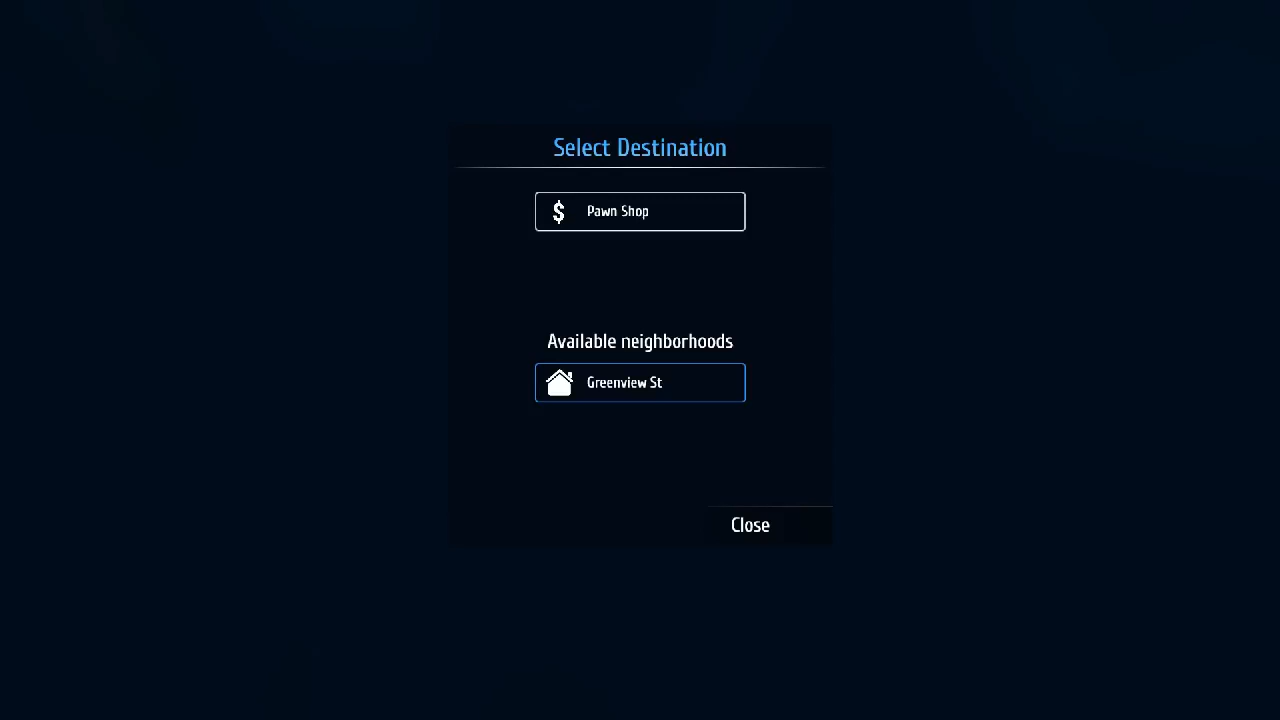 Select Destination
$ Pawn Shop
Available neighborhoods
Greenview St
Close